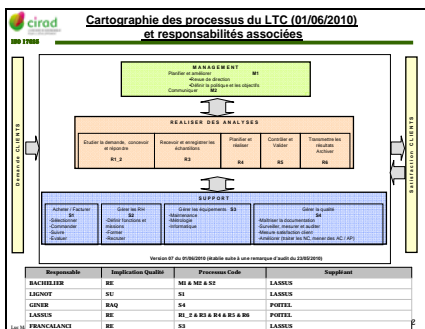 cirad
Cartographie des processus du LTC (01/06/2010)
et responsabilités associées
ISO 17025
MANAGEMENT
Planifier et améliorer M1
-Revue de direction
-Définir la politique et les objectifs
Communiquer M2
Demande CLIENTS
REALISER DES ANALYSES
Etudier la demande, concevoir et répondre
R1_2
Recevoir et enregistrer les échantillons
R3
Planifier et réaliser
R4
Contrôler et Valider
R5
Transmettre les résultats
Archiver
R6
Satisfaction CLIENTS
SUPPORT
Acheter / Facturer
S1
-Sélectionner
-Commander
-Suivre
-Evaluer
Gérer les RH
S2
-Définir fonctions et missions
-Former
-Recruter
Gérer les équipements S3
-Maintenance
-Métrologie
-Informatique
Gérer la qualité
S4
-Maîtriser la documentation
-Surveiller, mesurer et auditer
-Mesure satisfaction client
-Améliorer (traiter les NC, mener des AC / AP)
Version 07 du 01/06/2010 (établie suite à une remarque d'audit du 23/05/2010)
Responsable Implication Qualité Processus Code Suppléant
BACHELIER RE M1 & M2 & S2 LASSUS
LIGNOT SU S1 LASSUS
GINER RAQ S4 POITEL
LASSUS RE R1_2 & R3 & R4 & R5 & R6 POITEL
FRANCALANCI RE S3 LASSUS
2